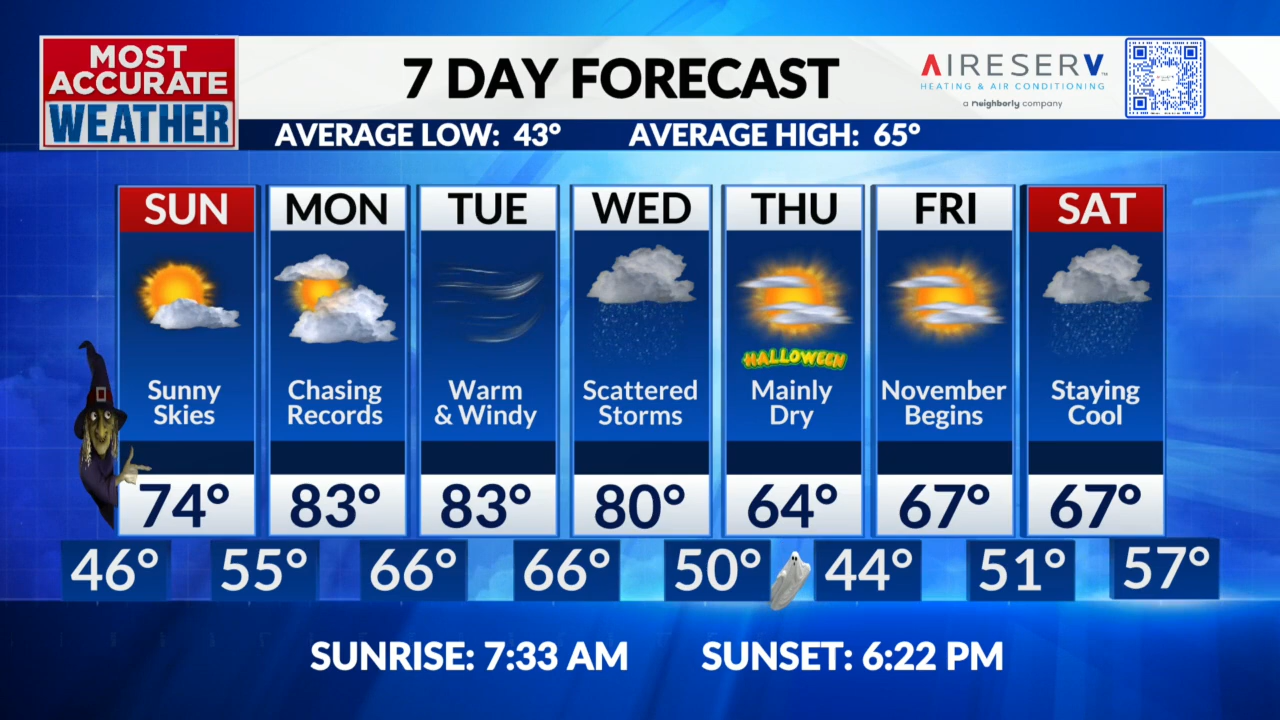 MOST
ACCURATE
WEATHER
7 DAY FORECAST
AIRESERV™
HEATING & AIR CONDITIONING
a neighborly company
AVERAGE LOW: 43° AVERAGE HIGH: 65°
SUN MON TUE WED THU FRI SAT
HALLOWEEN
Sunny Chasing Warm Scattered Mainly November Staying
Skies Records & Windy Storms Dry Begins Cool
74° 83° 83° 80° 64° 67° 67°
46° 55° 66° 66° 50° 44° 51° 57°
SUNRISE: 7:33 AM SUNSET: 6:22 PM